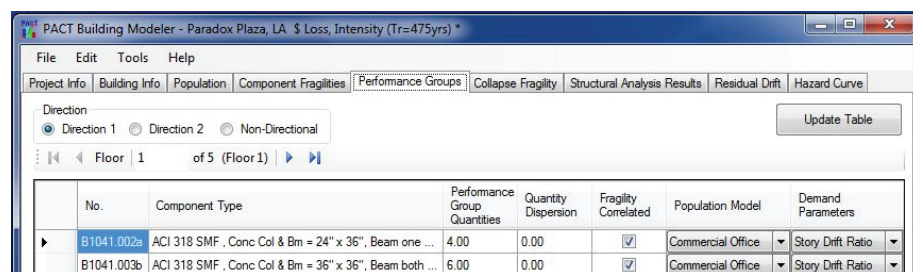 PACT PACT Building Modeler - Paradox Plaza, LA $ Loss, Intensity (Tr=475yrs) *
File Edit Tools Help
Project Info Building Info Population Component Fragilities Performance Groups Collapse Fragility Structural Analysis Results Residual Drift Hazard Curve
Direction
Direction 1 Direction 2 Non-Directional
Update Table
Floor 1 of 5 (Floor 1)
No. Component Type Performance Group Quantities Quantity Dispersion Fragility Correlated Population Model Demand Parameters
B1041.002a ACI 318 SMF , Conc Col & Bm = 24" x 36", Beam one ... 4.00 0.00 Commercial Office Story Drift Ratio
B1041.003b ACI 318 SMF , Conc Col & Bm = 36" x 36", Beam both ... 6.00 0.00 Commercial Office Story Drift Ratio